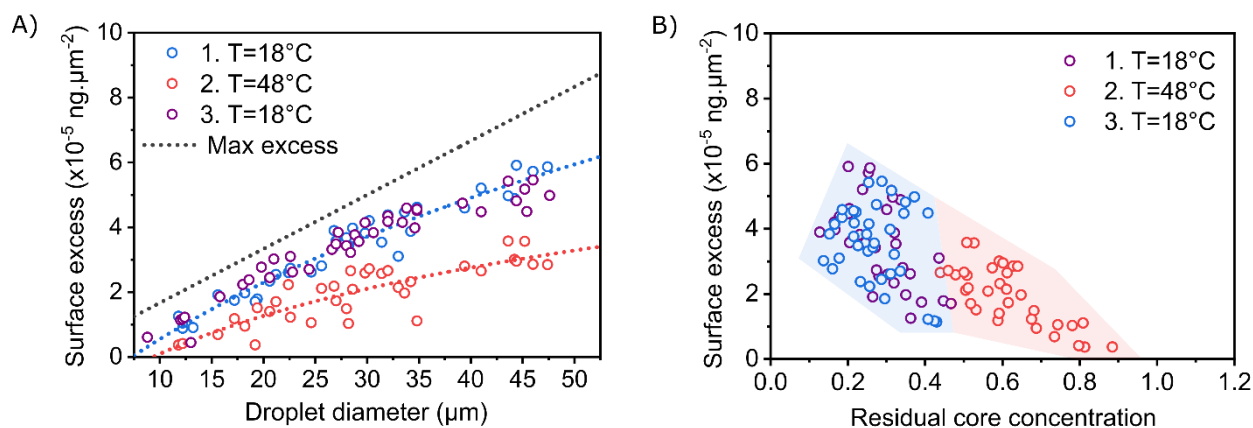 A)
Surface excess (x10⁻⁵ ng.µm⁻²)
10
8
6
4
2
0
1. T=18°C
2. T=48°C
3. T=18°C
Max excess
10 15 20 25 30 35 40 45 50
Droplet diameter (µm)
B)
Surface excess (x10⁻⁵ ng.µm⁻²)
10
8
6
4
2
0
1. T=18°C
2. T=48°C
3. T=18°C
0.0 0.2 0.4 0.6 0.8 1.0 1.2
Residual core concentration